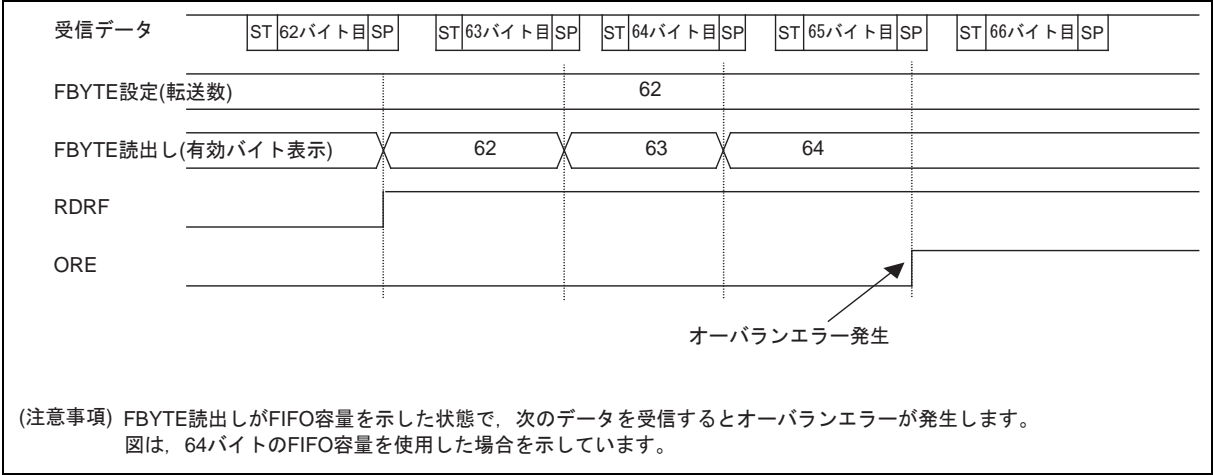 受信データ ST 62バイト目 SP ST 63バイト目 SP ST 64バイト目 SP ST 65バイト目 SP ST 66バイト目 SP
FBYTE設定(転送数) 62
FBYTE読出し(有効バイト表示) 62 63 64
RDRF
ORE
オーバランエラー発生
(注意事項) FBYTE読出しがFIFO容量を示した状態で，次のデータを受信するとオーバランエラーが発生します。
図は，64バイトのFIFO容量を使用した場合を示しています。